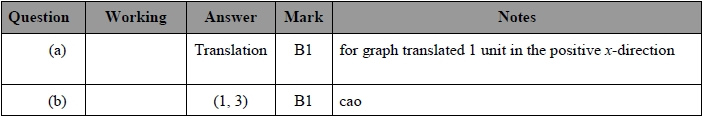 Question Working Answer Mark Notes
(a) Translation B1 for graph translated 1 unit in the positive x-direction
(b) (1, 3) B1 cao